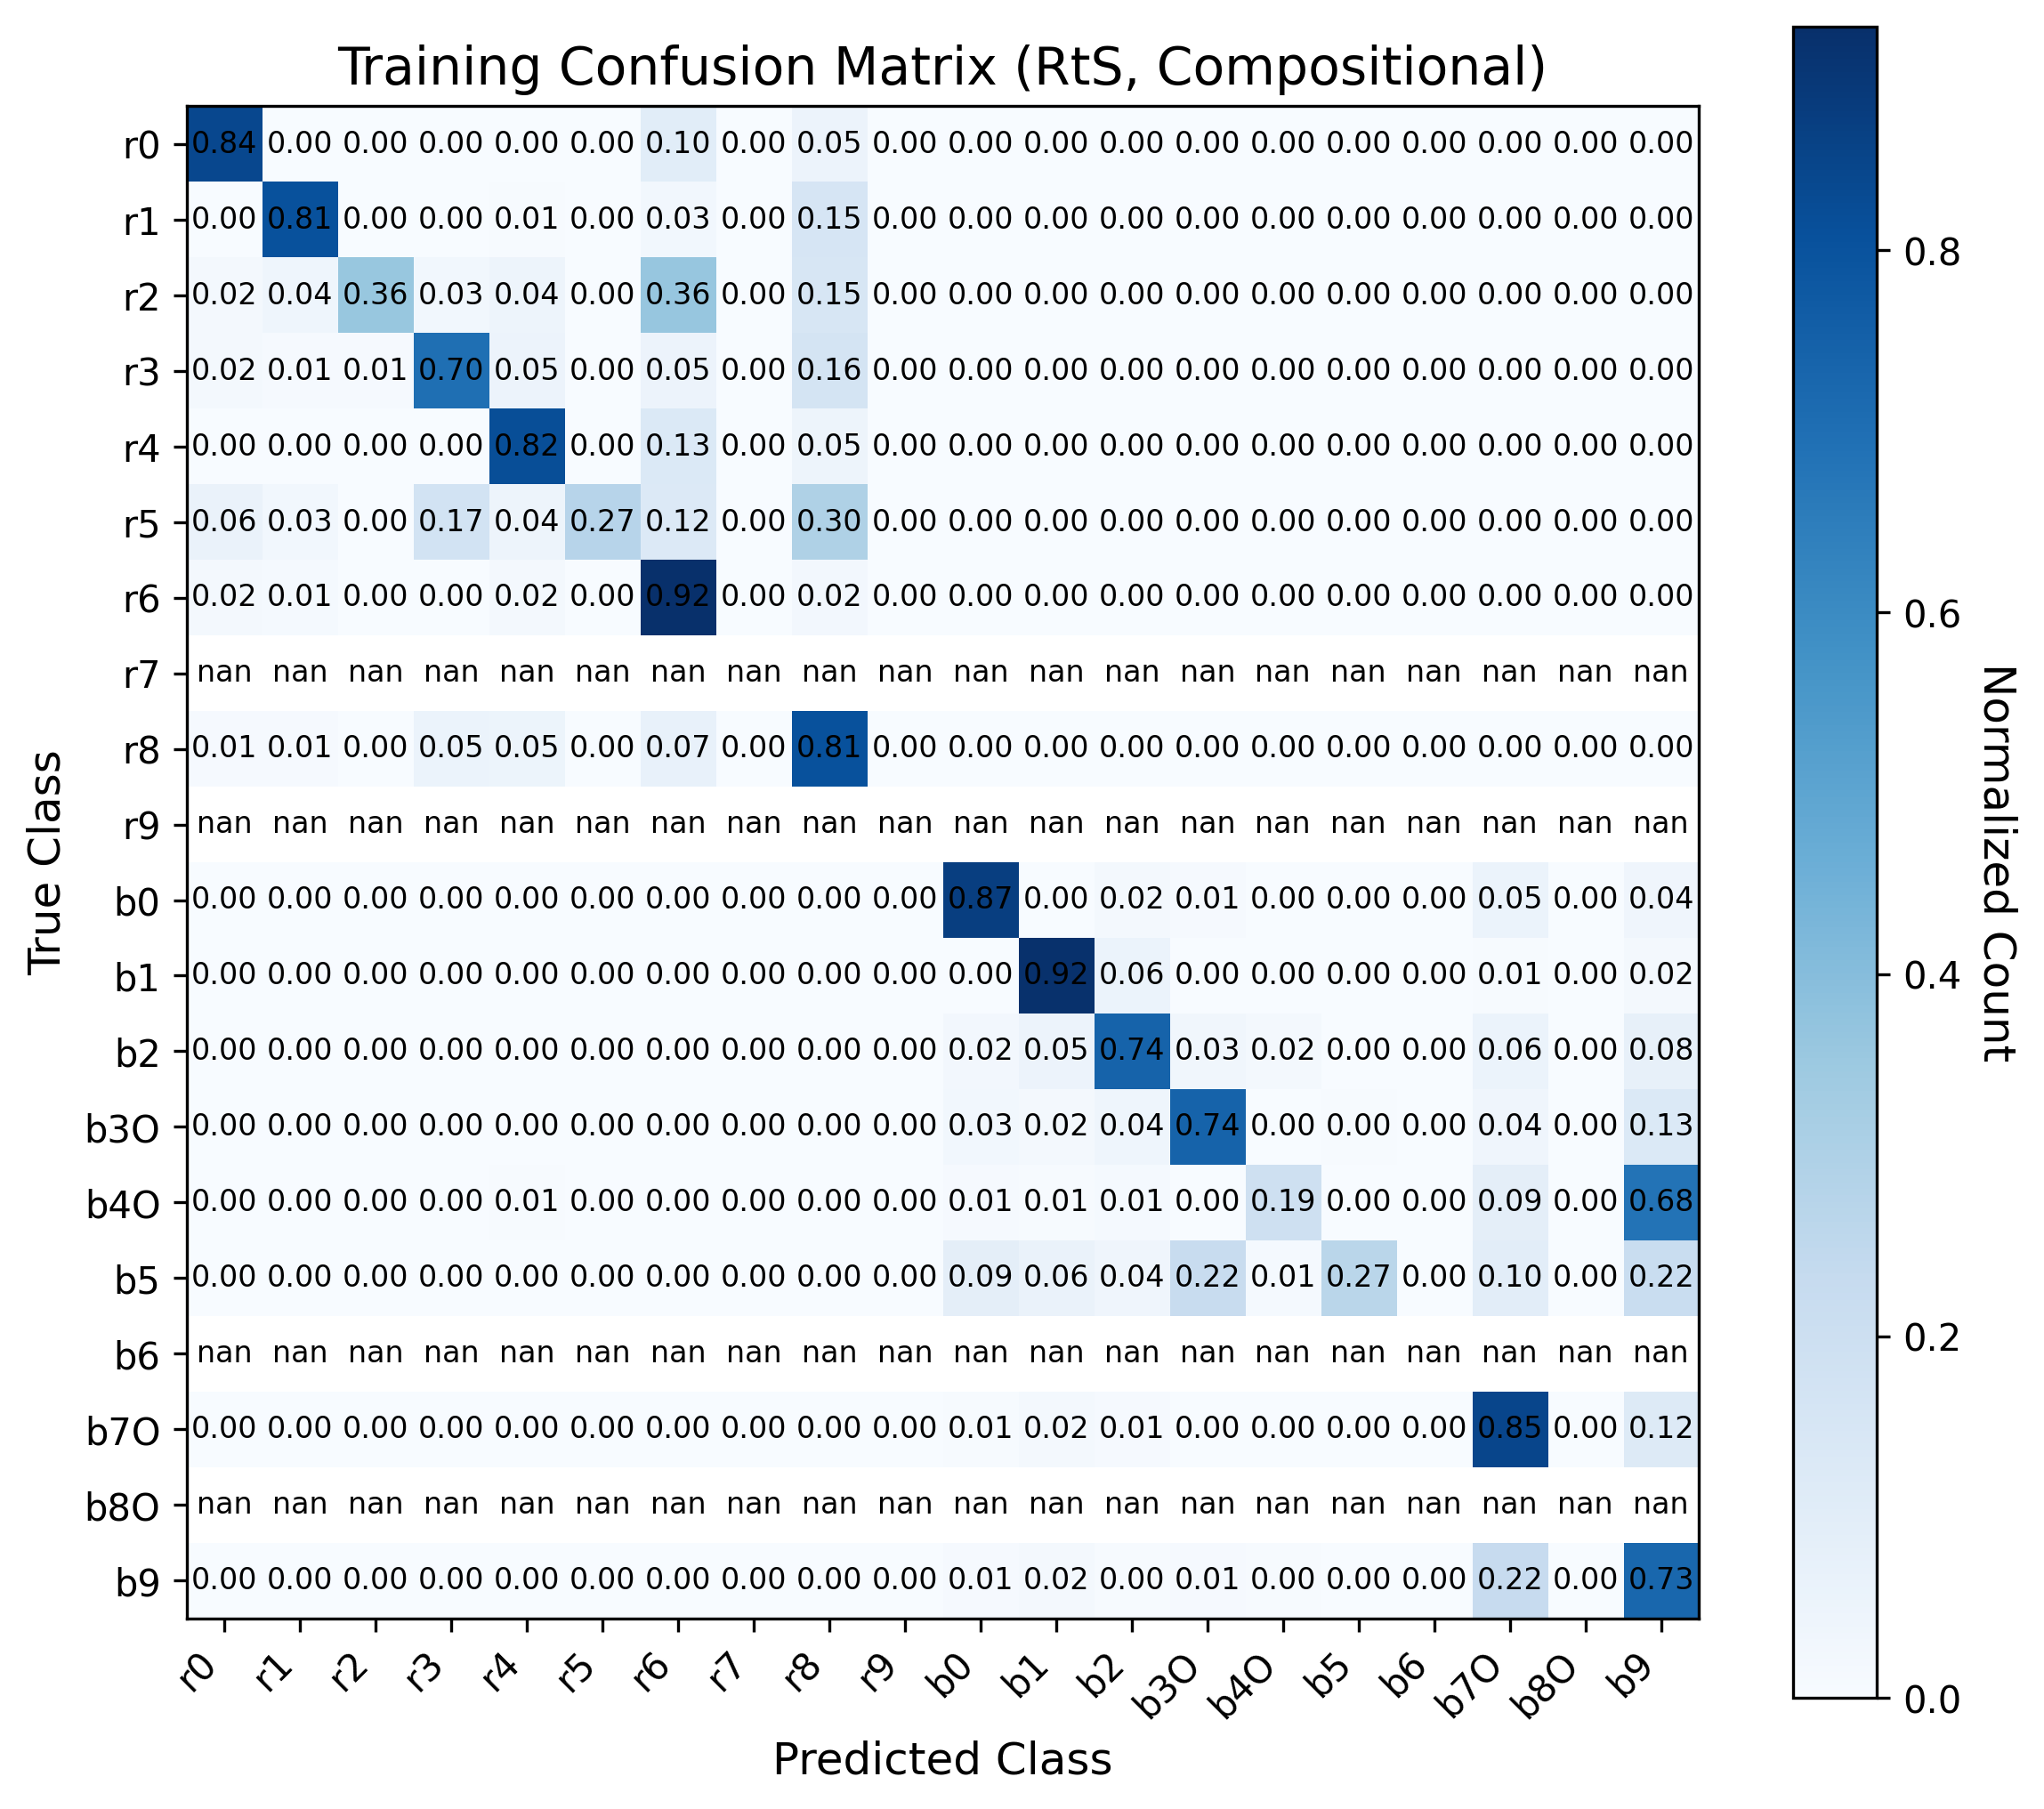 Training Confusion Matrix (RtS, Compositional)
r0 0.84 0.00 0.00 0.00 0.00 0.00 0.10 0.00 0.05 0.00 0.00 0.00 0.00 0.00 0.00 0.00 0.00 0.00 0.00 0.00
r1 0.00 0.81 0.00 0.00 0.01 0.00 0.03 0.00 0.15 0.00 0.00 0.00 0.00 0.00 0.00 0.00 0.00 0.00 0.00 0.00
r2 0.02 0.04 0.36 0.03 0.04 0.00 0.36 0.00 0.15 0.00 0.00 0.00 0.00 0.00 0.00 0.00 0.00 0.00 0.00 0.00
r3 0.02 0.01 0.01 0.70 0.05 0.00 0.05 0.00 0.16 0.00 0.00 0.00 0.00 0.00 0.00 0.00 0.00 0.00 0.00 0.00
r4 0.00 0.00 0.00 0.00 0.82 0.00 0.13 0.00 0.05 0.00 0.00 0.00 0.00 0.00 0.00 0.00 0.00 0.00 0.00 0.00
r5 0.06 0.03 0.00 0.17 0.04 0.27 0.12 0.00 0.30 0.00 0.00 0.00 0.00 0.00 0.00 0.00 0.00 0.00 0.00 0.00
r6 0.02 0.01 0.00 0.00 0.02 0.00 0.92 0.00 0.02 0.00 0.00 0.00 0.00 0.00 0.00 0.00 0.00 0.00 0.00 0.00
r7 nan nan nan nan nan nan nan nan nan nan nan nan nan nan nan nan nan nan nan nan
r8 0.01 0.01 0.00 0.05 0.05 0.00 0.07 0.00 0.81 0.00 0.00 0.00 0.00 0.00 0.00 0.00 0.00 0.00 0.00 0.00
r9 nan nan nan nan nan nan nan nan nan nan nan nan nan nan nan nan nan nan nan nan
b0 0.00 0.00 0.00 0.00 0.00 0.00 0.00 0.00 0.00 0.00 0.87 0.00 0.02 0.01 0.00 0.00 0.00 0.05 0.00 0.04
b1 0.00 0.00 0.00 0.00 0.00 0.00 0.00 0.00 0.00 0.00 0.00 0.92 0.06 0.00 0.00 0.00 0.00 0.01 0.00 0.02
b2 0.00 0.00 0.00 0.00 0.00 0.00 0.00 0.00 0.00 0.00 0.02 0.05 0.74 0.03 0.02 0.00 0.00 0.06 0.00 0.08
b3O 0.00 0.00 0.00 0.00 0.00 0.00 0.00 0.00 0.00 0.00 0.03 0.02 0.04 0.74 0.00 0.00 0.00 0.04 0.00 0.13
b4O 0.00 0.00 0.00 0.00 0.01 0.00 0.00 0.00 0.00 0.00 0.01 0.01 0.01 0.00 0.19 0.00 0.00 0.09 0.00 0.68
b5 0.00 0.00 0.00 0.00 0.00 0.00 0.00 0.00 0.00 0.00 0.09 0.06 0.04 0.22 0.01 0.27 0.00 0.10 0.00 0.22
b6 nan nan nan nan nan nan nan nan nan nan nan nan nan nan nan nan nan nan nan nan
b7O 0.00 0.00 0.00 0.00 0.00 0.00 0.00 0.00 0.00 0.00 0.01 0.02 0.01 0.00 0.00 0.00 0.00 0.85 0.00 0.12
b8O nan nan nan nan nan nan nan nan nan nan nan nan nan nan nan nan nan nan nan nan
b9 0.00 0.00 0.00 0.00 0.00 0.00 0.00 0.00 0.00 0.00 0.01 0.02 0.00 0.01 0.00 0.00 0.00 0.22 0.00 0.73
r0 r1 r2 r3 r4 r5 r6 r7 r8 r9 b0 b1 b2 b3O b4O b5 b6 b7O b8O b9
Predicted Class
True Class
0.8
0.6
0.4
0.2
0.0
Normalized Count